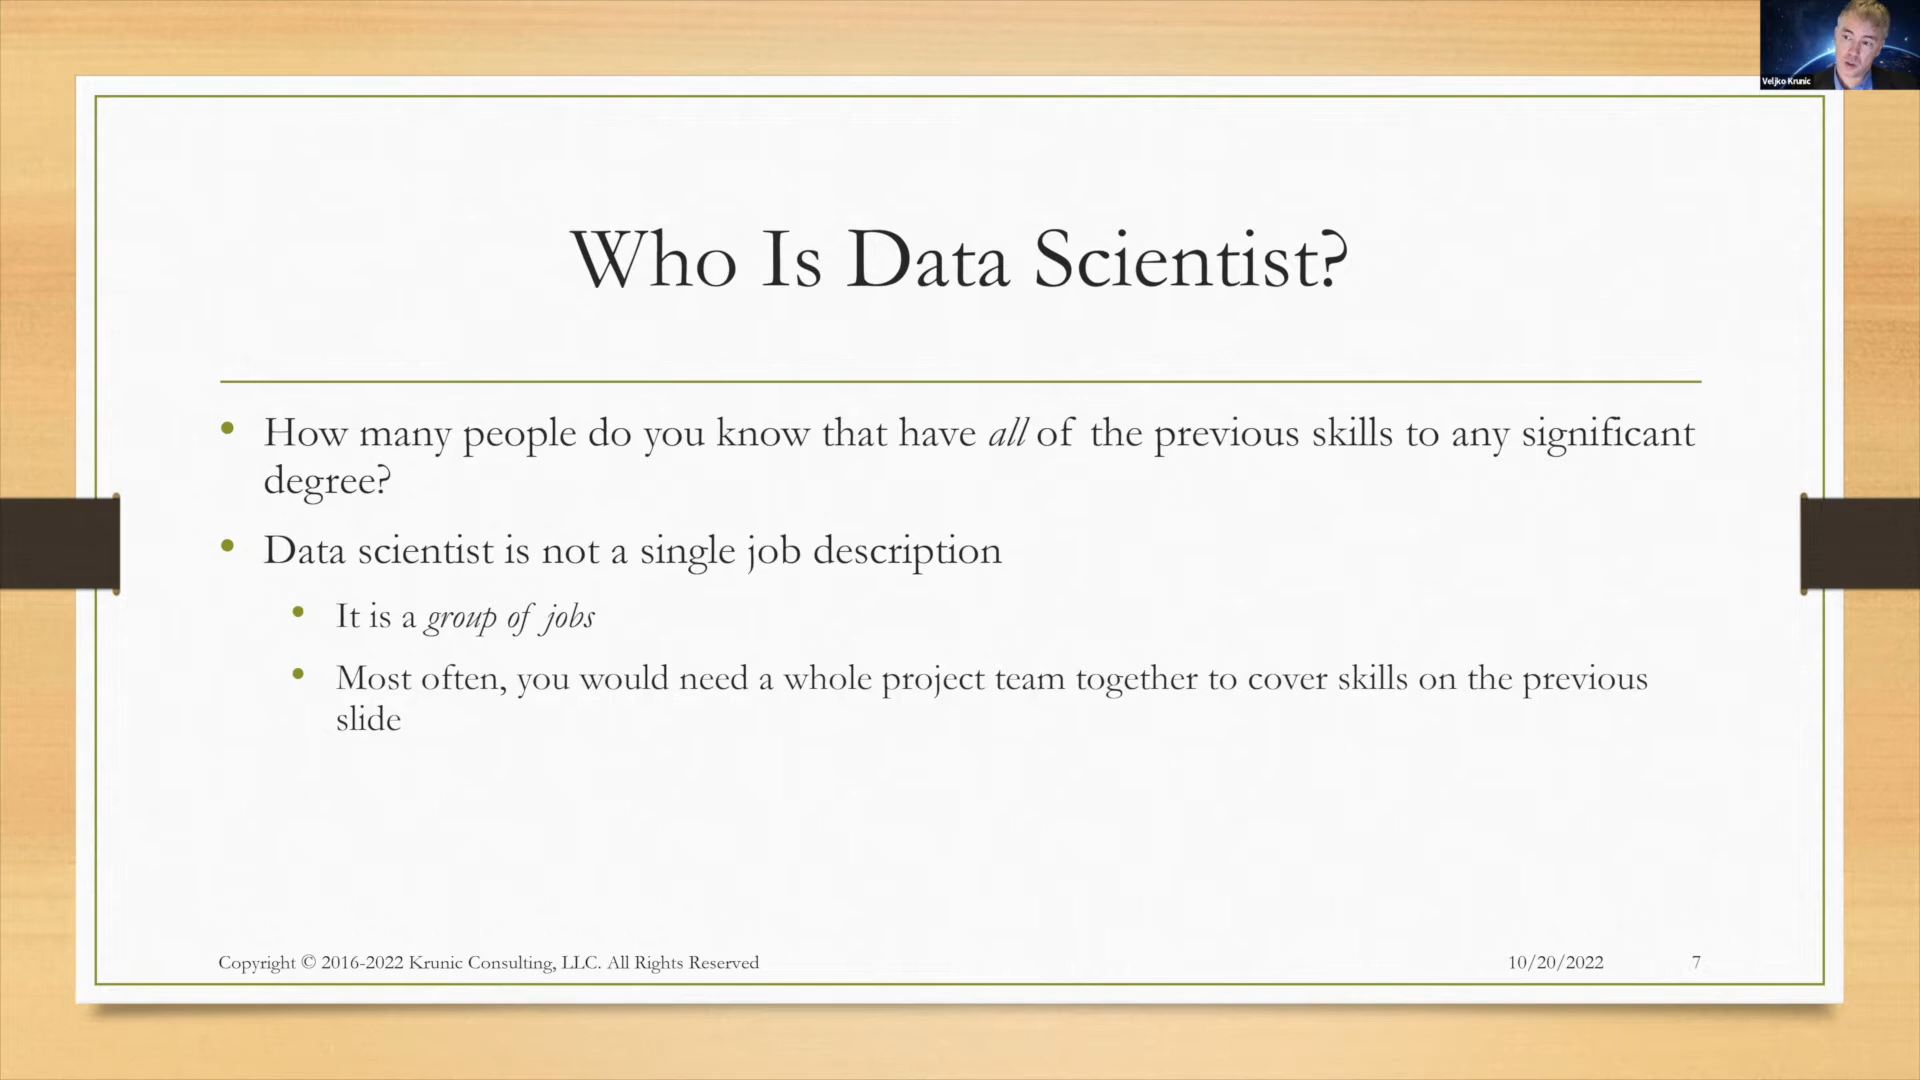 Veljko Krunic
Who Is Data Scientist?
• How many people do you know that have all of the previous skills to any significant
degree?
• Data scientist is not a single job description
• It is a group of jobs
• Most often, you would need a whole project team together to cover skills on the previous
slide
Copyright © 2016-2022 Krunic Consulting, LLC. All Rights Reserved 10/20/2022 7